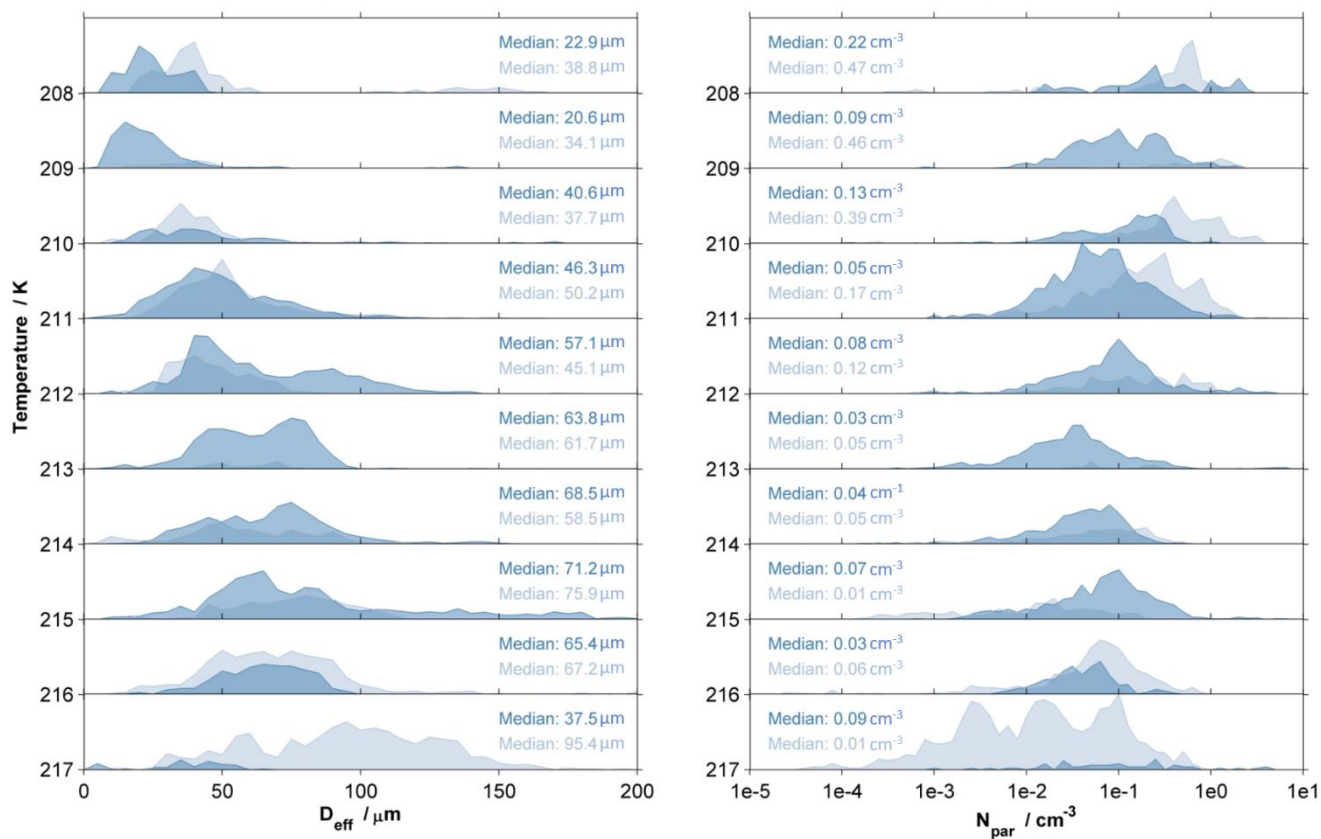 Median: 22.9 μm
Median: 38.8 μm
208
Median: 20.6 μm
Median: 34.1 μm
209
Median: 40.6 μm
Median: 37.7 μm
210
Median: 46.3 μm
Median: 50.2 μm
211
Median: 57.1 μm
Median: 45.1 μm
212
Median: 63.8 μm
Median: 61.7 μm
213
Median: 68.5 μm
Median: 58.5 μm
214
Median: 71.2 μm
Median: 75.9 μm
215
Median: 65.4 μm
Median: 67.2 μm
216
Median: 37.5 μm
Median: 95.4 μm
217
0 50 100 150 200
D_eff / μm
Temperature / K
Median: 0.22 cm⁻³
Median: 0.47 cm⁻³
208
Median: 0.09 cm⁻³
Median: 0.46 cm⁻³
209
Median: 0.13 cm⁻³
Median: 0.39 cm⁻³
210
Median: 0.05 cm⁻³
Median: 0.17 cm⁻³
211
Median: 0.08 cm⁻³
Median: 0.12 cm⁻³
212
Median: 0.03 cm⁻³
Median: 0.05 cm⁻³
213
Median: 0.04 cm⁻¹
Median: 0.05 cm⁻³
214
Median: 0.07 cm⁻³
Median: 0.01 cm⁻³
215
Median: 0.03 cm⁻³
Median: 0.06 cm⁻³
216
Median: 0.09 cm⁻³
Median: 0.01 cm⁻³
217
1e-5 1e-4 1e-3 1e-2 1e-1 1e0 1e1
N_par / cm⁻³